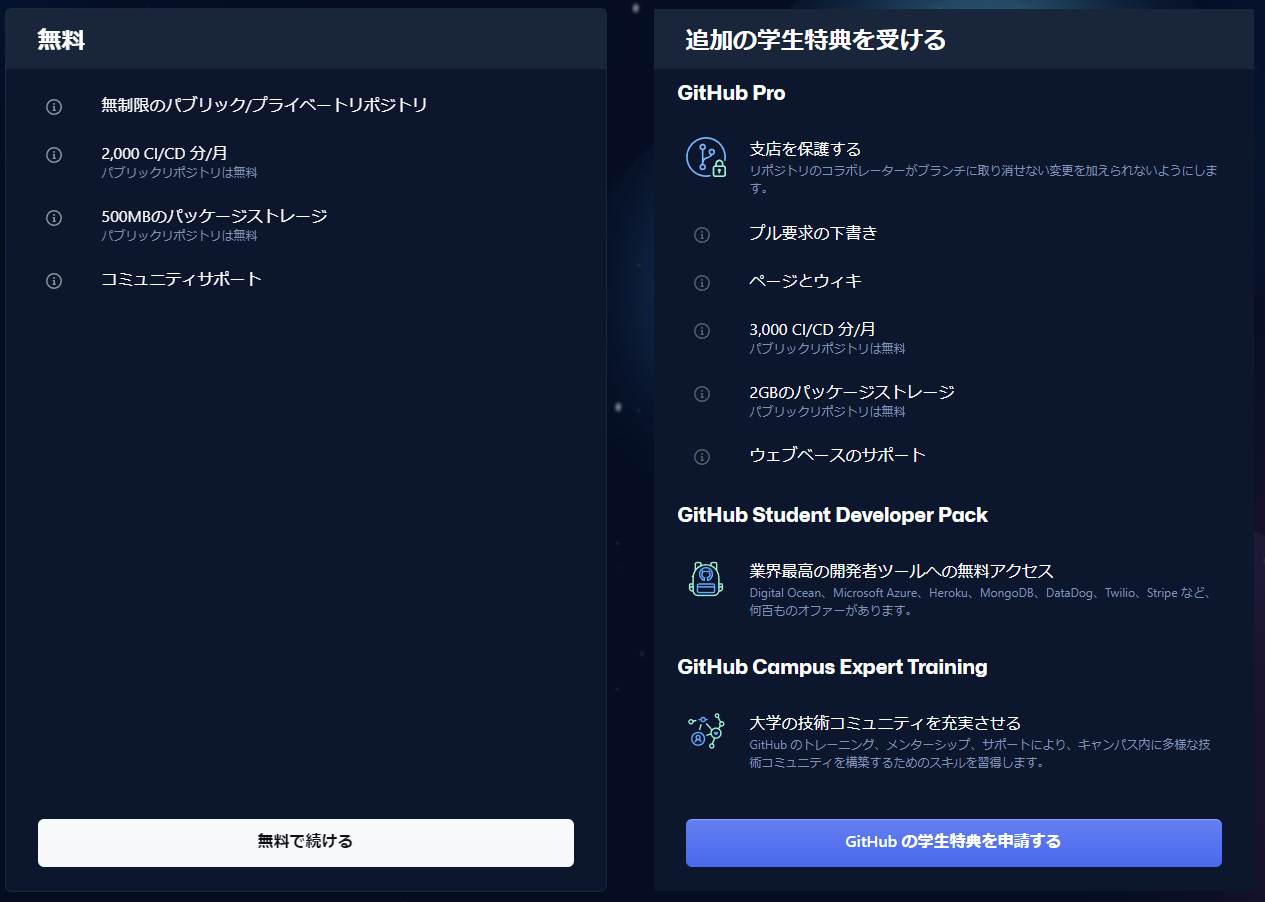 無料
無制限のパブリック/プライベートリポジトリ
2,000 CI/CD 分/月
パブリックリポジトリは無料
500MBのパッケージストレージ
パブリックリポジトリは無料
コミュニティサポート
無料で続ける
追加の学生特典を受ける
GitHub Pro
支店を保護する
リポジトリのコラボレーターがブランチに取り消せない変更を加えられないようにしま
す。
プル要求の下書き
ページとウィキ
3,000 CI/CD 分/月
パブリックリポジトリは無料
2GBのパッケージストレージ
パブリックリポジトリは無料
ウェブベースのサポート
GitHub Student Developer Pack
業界最高の開発者ツールへの無料アクセス
Digital Ocean、Microsoft Azure、Heroku、MongoDB、DataDog、Twilio、Stripe など、
何百ものオファーがあります。
GitHub Campus Expert Training
大学の技術コミュニティを充実させる
GitHub のトレーニング、メンターシップ、サポートにより、キャンパス内に多様な技
術コミュニティを構築するためのスキルを習得します。
GitHub の学生特典を申請する